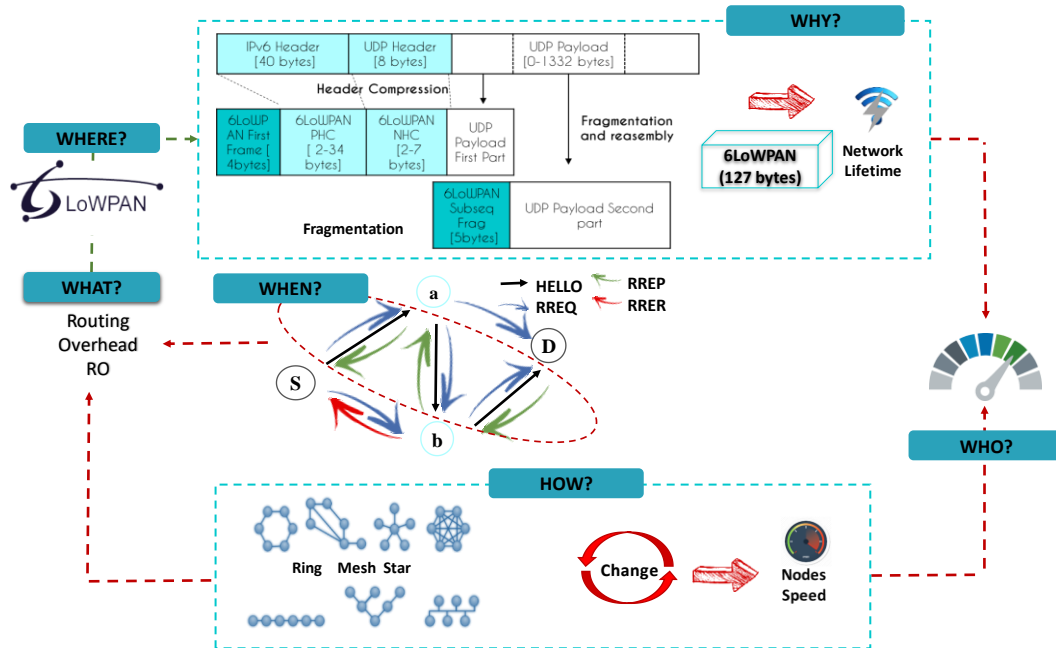 WHY?
IPv6 Header
[40 bytes]
UDP Header
[8 bytes]
UDP Payload
[0-1332 bytes]
Header Compression
6LoWP
AN First
Frame [
4bytes]
6LoWPAN
PHC
[ 2-34
bytes]
6LoWPAN
NHC
[2-7
bytes]
UDP
Payload
First Part
Fragmentation
and reassembly
6LoWPAN
(127 bytes)
Network
Lifetime
6LoWPAN
Subseq
Frag
[5bytes]
UDP Payload Second
part
Fragmentation
WHERE?
LoWPAN
WHAT?
Routing
Overhead
RO
WHEN?
HELLO
RREP
RREQ
RRER
a
D
S
b
WHO?
HOW?
Ring
Mesh
Star
Change
Nodes
Speed